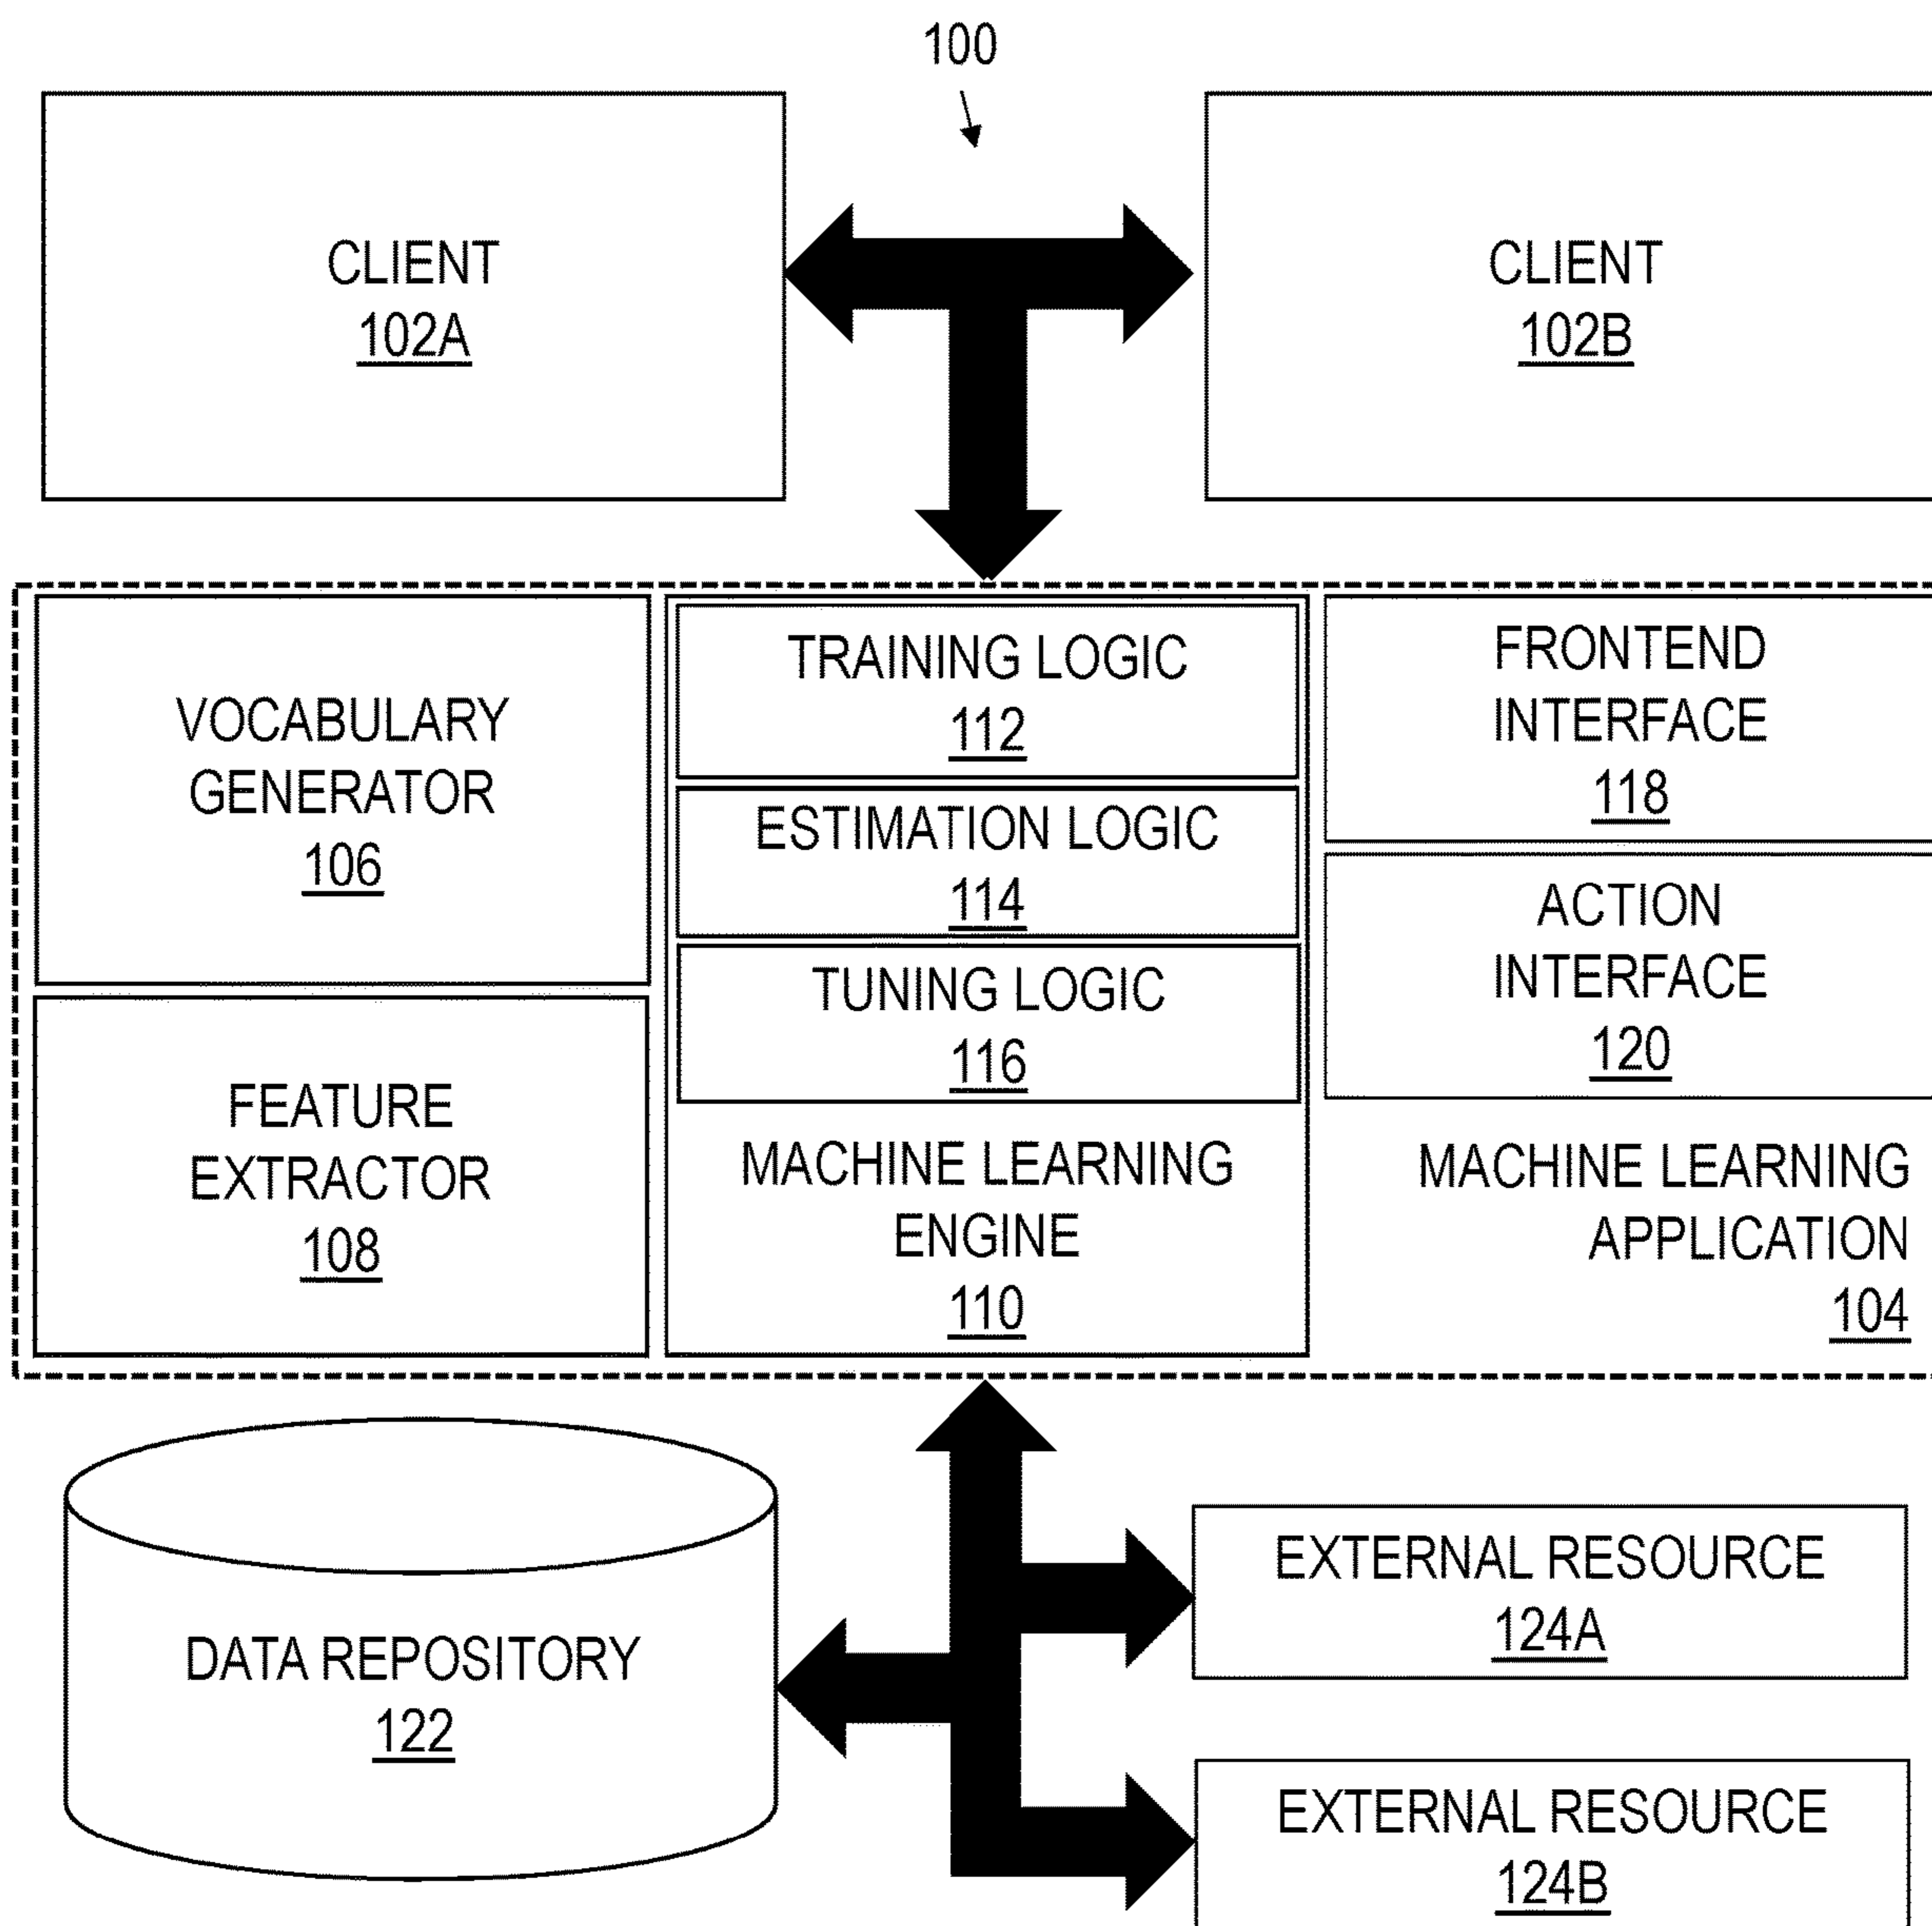 100
CLIENT
102A
CLIENT
102B
VOCABULARY
GENERATOR
106
FEATURE
EXTRACTOR
108
TRAINING LOGIC
112
ESTIMATION LOGIC
114
TUNING LOGIC
116
MACHINE LEARNING
ENGINE
110
FRONTEND
INTERFACE
118
ACTION
INTERFACE
120
MACHINE LEARNING
APPLICATION
104
DATA REPOSITORY
122
EXTERNAL RESOURCE
124A
EXTERNAL RESOURCE
124B